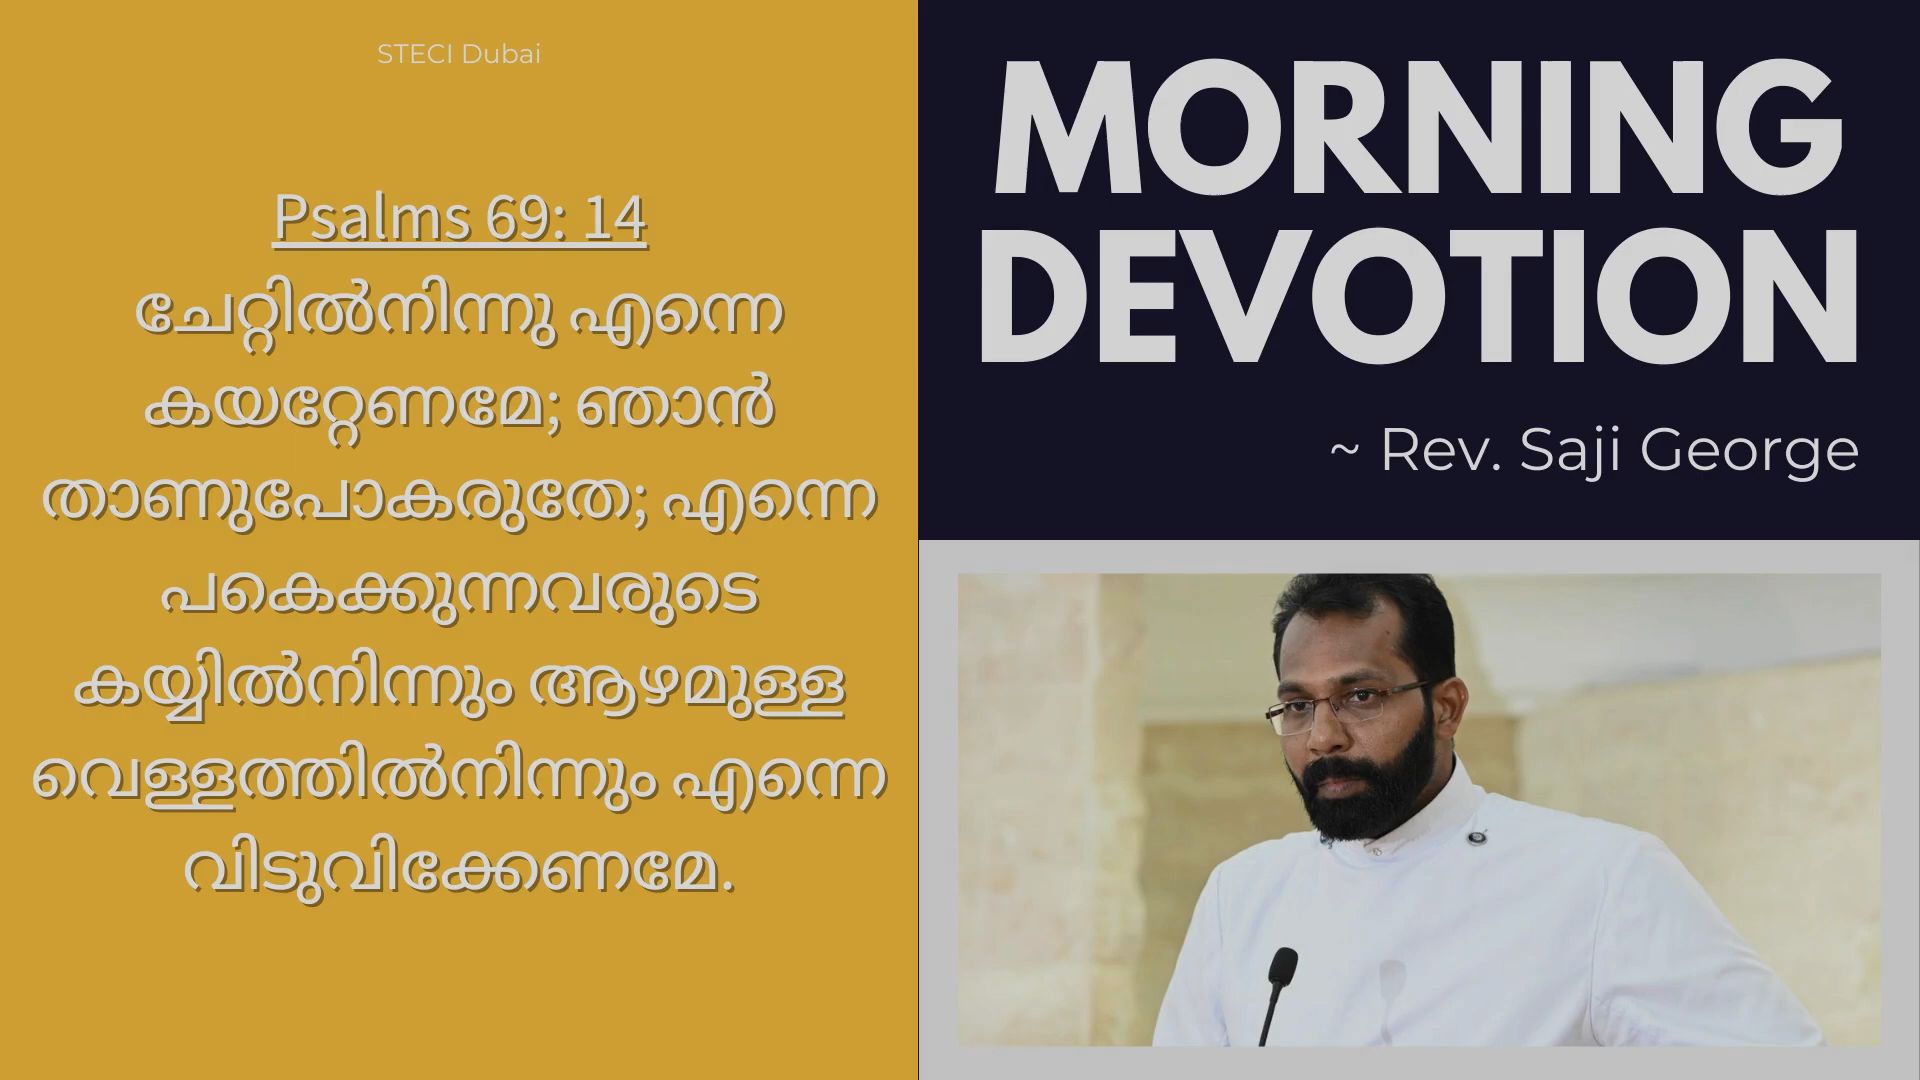 STECI Dubai
Psalms 69: 14
ചേറ്റിൽനിന്നു എന്നെ
കയറ്റേണമേ; ഞാൻ
താണുപോകരുതേ; എന്നെ
പകെക്കുന്നവരുടെ
കയ്യിൽനിന്നും ആഴമുള്ള
വെള്ളത്തിൽനിന്നും എന്നെ
വിടുവിക്കേണമേ.
MORNING
DEVOTION
~ Rev. Saji George